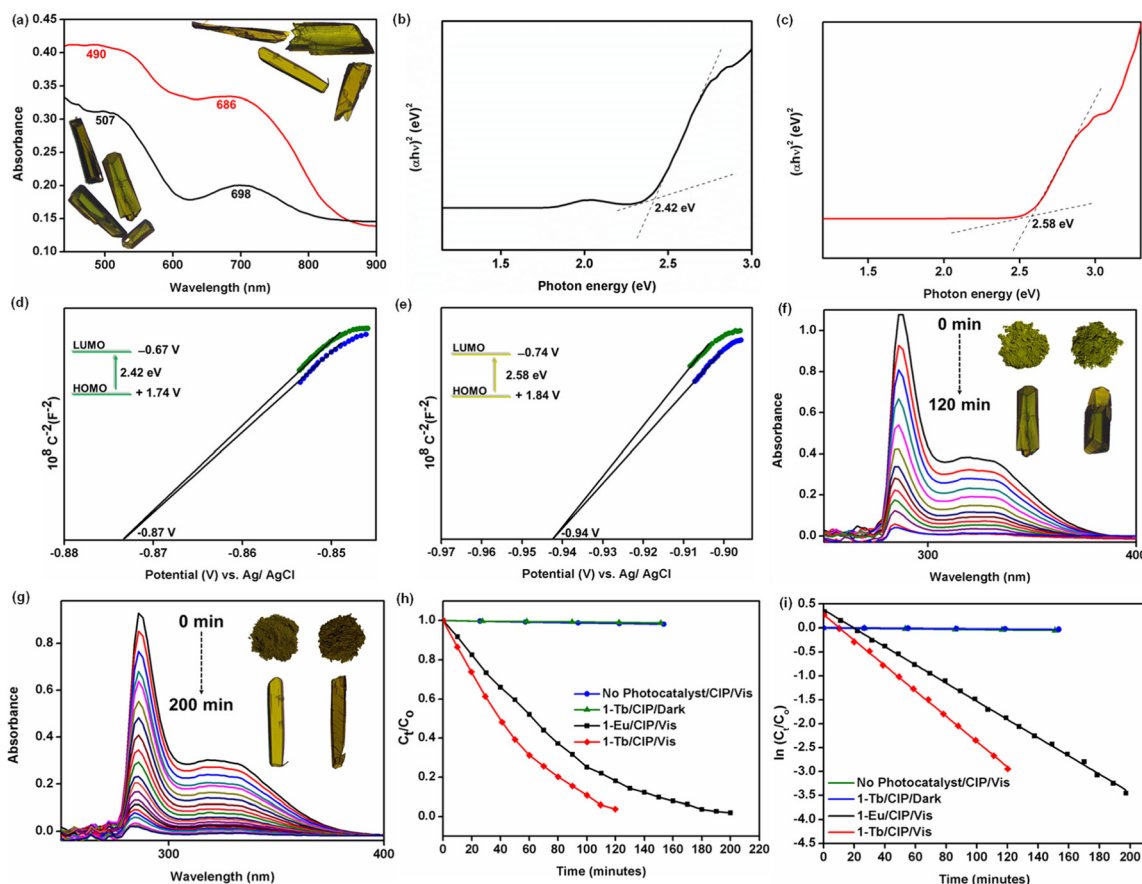 (a)
0.45
0.40
0.35
0.30
0.25
0.20
0.15
0.10
490
686
507
698
Absorbance
500 600 700 800 900
Wavelength (nm)
(b)
(αhν)² (eV)²
2.42 eV
1.5 2.0 2.5 3.0
Photon energy (eV)
(c)
(αhν)² (eV)²
2.58 eV
1.5 2.0 2.5 3.0
Photon energy (eV)
(d)
LUMO −0.67 V
2.42 eV
HOMO + 1.74 V
10⁸ C⁻²(F⁻²)
-0.87 V
-0.88 -0.87 -0.86 -0.85
Potential (V) vs. Ag/ AgCl
(e)
LUMO −0.74 V
2.58 eV
HOMO + 1.84 V
10⁸ C⁻²(F⁻²)
-0.94 V
-0.97 -0.96 -0.95 -0.94 -0.93 -0.92 -0.91 -0.90
Potential (V) vs. Ag/ AgCl
(f)
1.0
0.8
0.6
0.4
0.2
0.0
0 min
120 min
Absorbance
300 400
Wavelength (nm)
(g)
0.8
0.6
0.4
0.2
0.0
0 min
200 min
Absorbance
300 400
Wavelength (nm)
(h)
1.0
0.8
0.6
0.4
0.2
0.0
Ct/Co
No Photocatalyst/CIP/Vis
1-Tb/CIP/Dark
1-Eu/CIP/Vis
1-Tb/CIP/Vis
0 20 40 60 80 100 120 140 160 180 200 220
Time (minutes)
(i)
0.5
0.0
-0.5
-1.0
-1.5
-2.0
-2.5
-3.0
-3.5
-4.0
-4.5
ln (Ct/Co)
No Photocatalyst/CIP/Vis
1-Tb/CIP/Dark
1-Eu/CIP/Vis
1-Tb/CIP/Vis
0 20 40 60 80 100 120 140 160 180 200
Time (minutes)